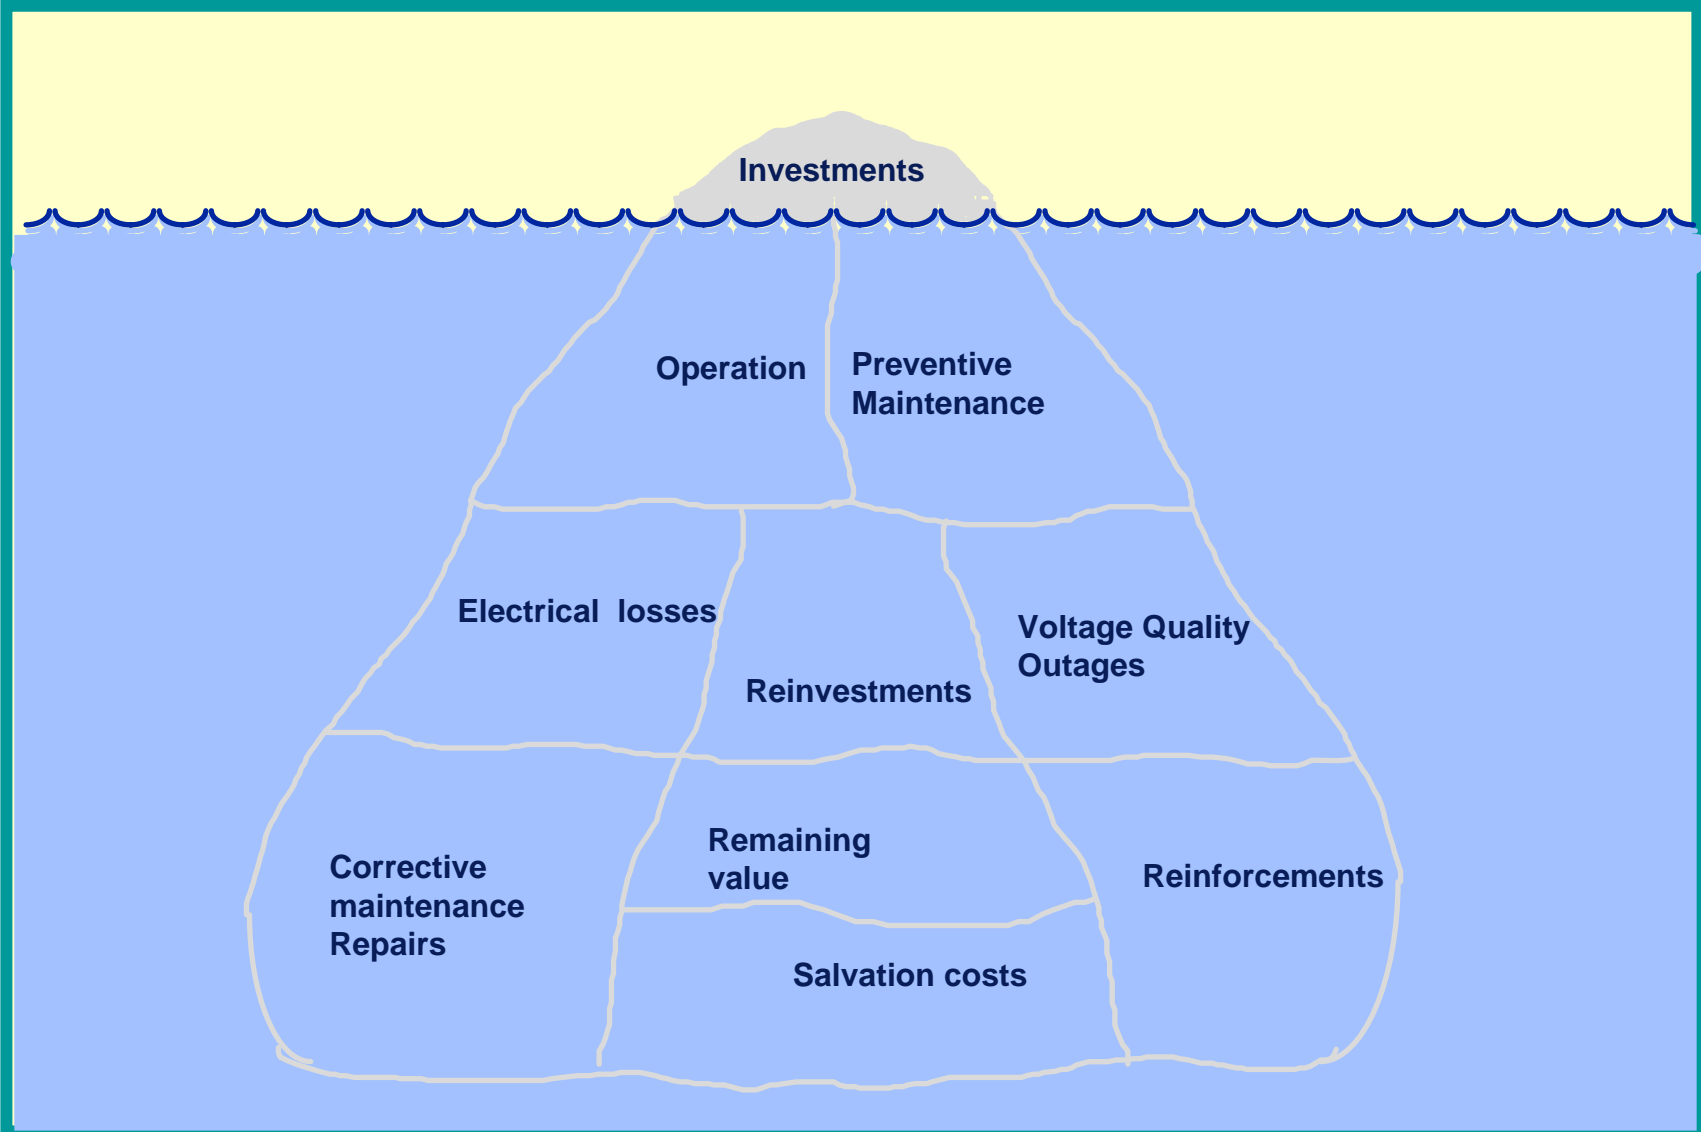 Investments
Operation
Preventive
Maintenance
Electrical  losses
Reinvestments
Voltage Quality
Outages
Corrective
maintenance
Repairs
Remaining
value
Salvation costs
Reinforcements